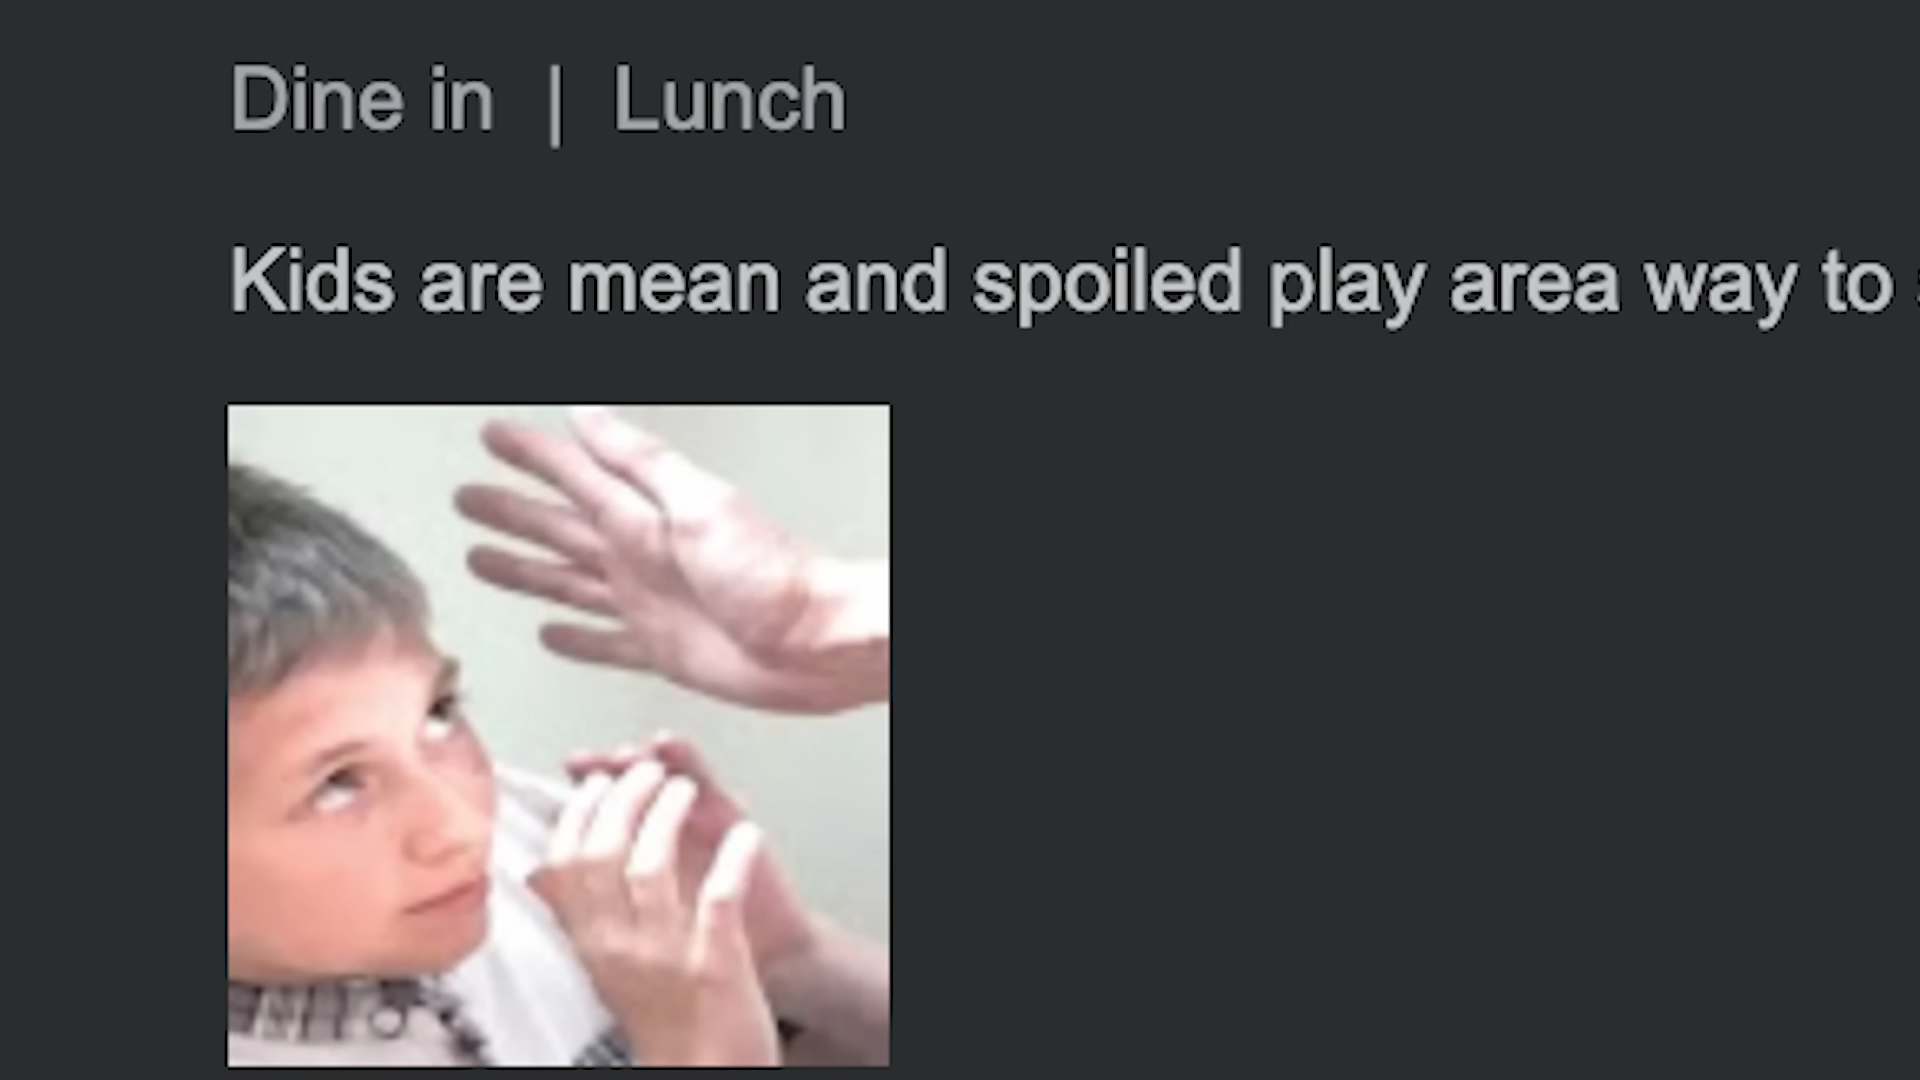 Dine in | Lunch
Kids are mean and spoiled play area way to